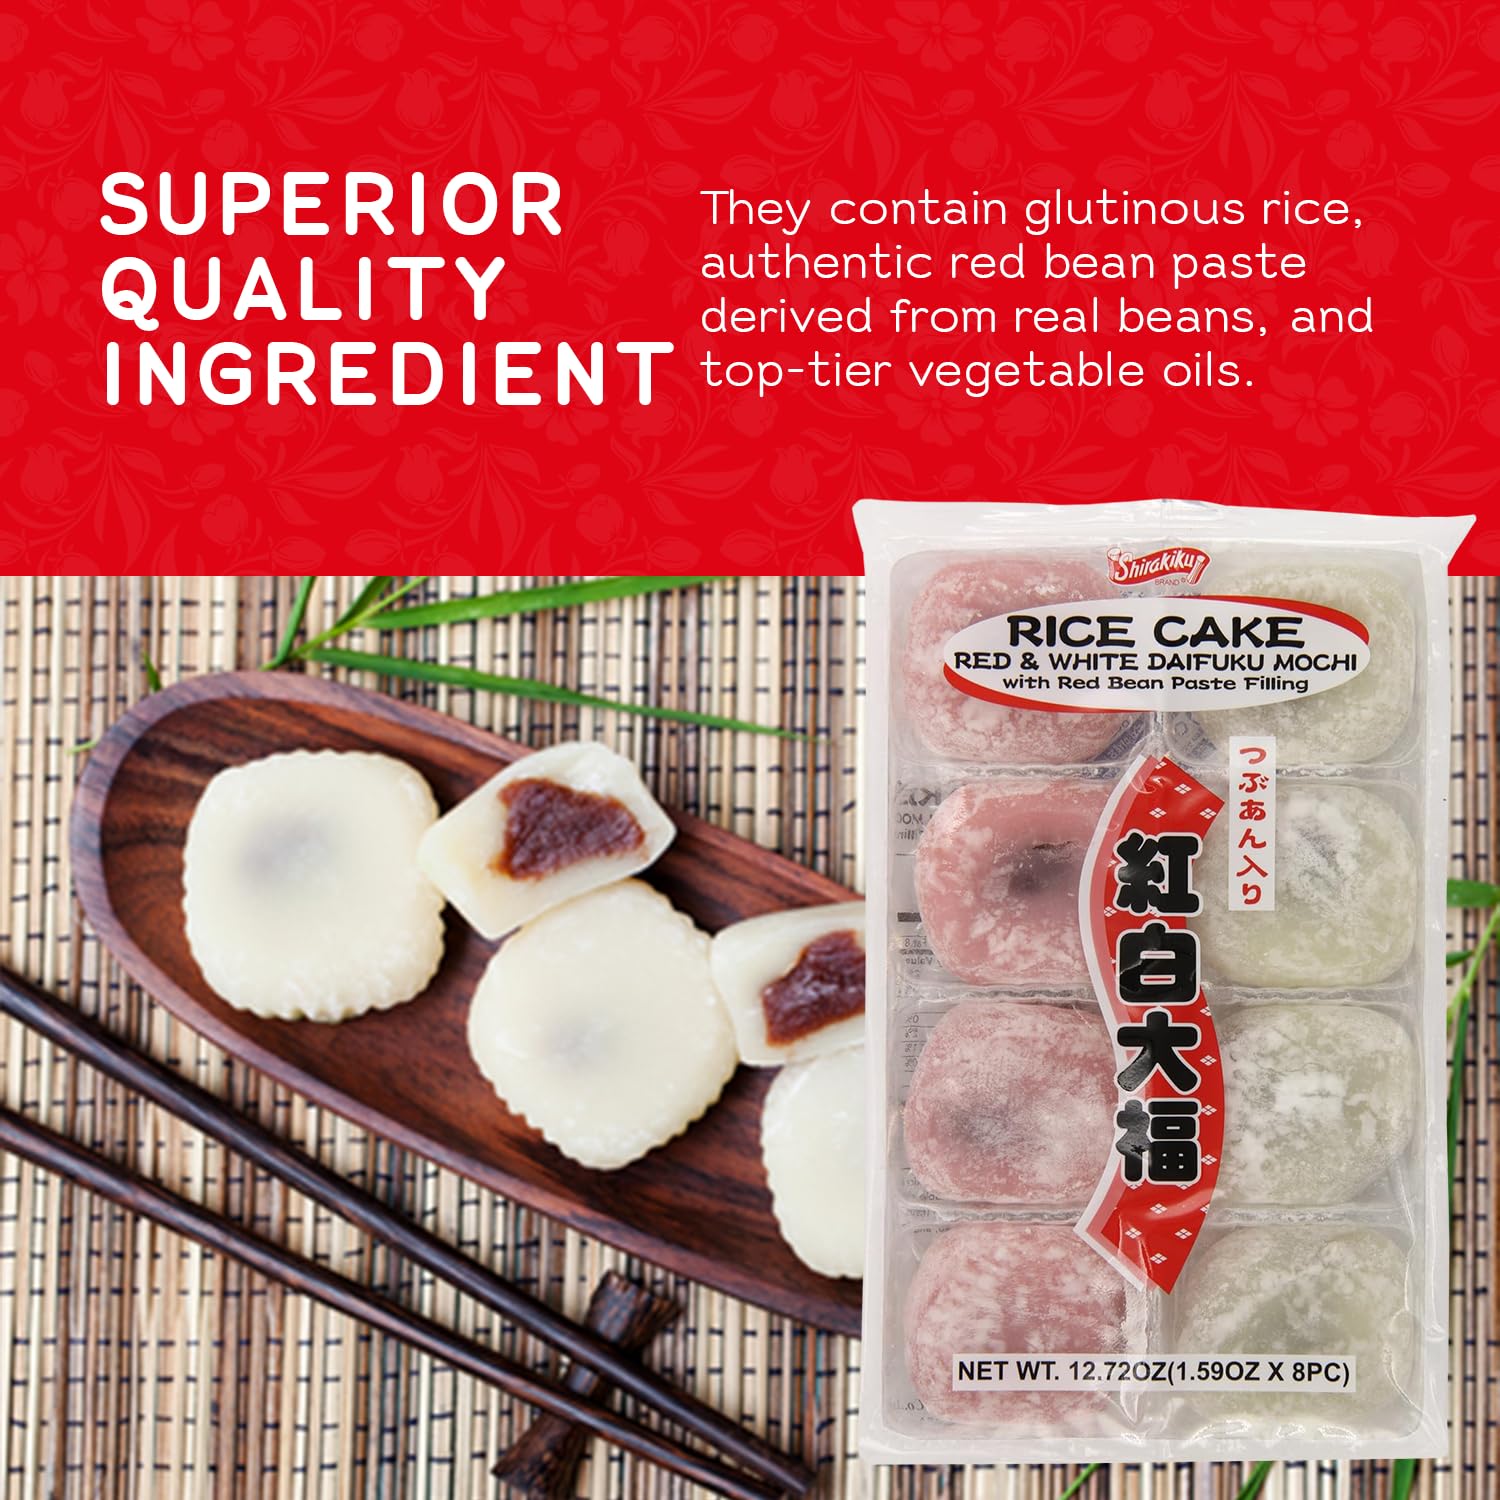 SUPERIOR
QUALITY
INGREDIENT
They contain glutinous rice,
authentic red bean paste
derived from real beans, and
top-tier vegetable oils.
Shirakiku
BRAND ®
RICE CAKE
RED & WHITE DAIFUKU MOCHI
with Red Bean Paste Filling
つぶあん入り
紅白大福
NET WT. 12.72OZ(1.59OZ X 8PC)